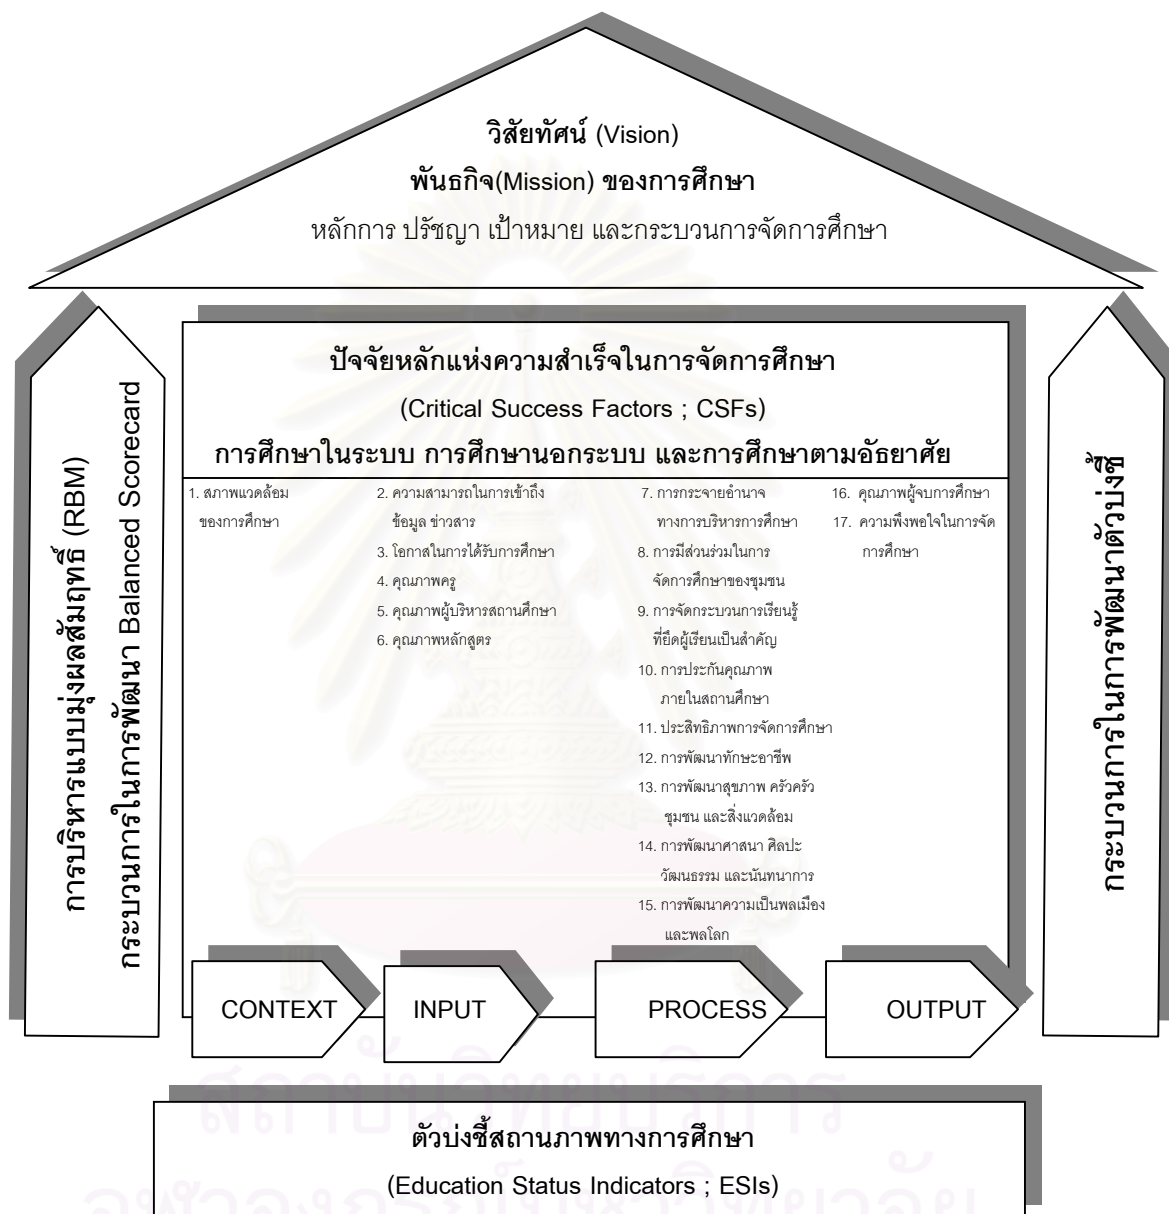 วิสัยทัศน์ (Vision)
พันธกิจ(Mission) ของการศึกษา
หลักการ ปรัชญา เป้าหมาย และกระบวนการจัดการศึกษา
การบริหารแบบมุ่งผลสัมฤทธิ์ (RBM)
กระบวนการในการพัฒนา Balanced Scorecard
ปัจจัยหลักแห่งความสำเร็จในการจัดการศึกษา
(Critical Success Factors ; CSFs)
การศึกษาในระบบ การศึกษานอกระบบ และการศึกษาตามอัธยาศัย
1. สภาพแวดล้อม
ของการศึกษา
2. ความสามารถในการเข้าถึง
ข้อมูล ข่าวสาร
3. โอกาสในการได้รับการศึกษา
4. คุณภาพครู
5. คุณภาพผู้บริหารสถานศึกษา
6. คุณภาพหลักสูตร
7. การกระจายอำนาจ
ทางการบริหารการศึกษา
8. การมีส่วนร่วมในการ
จัดการศึกษาของชุมชน
9. การจัดกระบวนการเรียนรู้
ที่ยึดผู้เรียนเป็นสำคัญ
10. การประกันคุณภาพ
ภายในสถานศึกษา
11. ประสิทธิภาพการจัดการศึกษา
12. การพัฒนาทักษะอาชีพ
13. การพัฒนาสุขภาพ ครัวครัว
ชุมชน และสิ่งแวดล้อม
14. การพัฒนาศาสนา ศิลปะ
วัฒนธรรม และนันทนาการ
15. การพัฒนาความเป็นพลเมือง
และพลโลก
16. คุณภาพผู้จบการศึกษา
17. ความพึงพอใจในการจัด
การศึกษา
CONTEXT
INPUT
PROCESS
OUTPUT
กระบวนการในการพัฒนาตัวบ่งชี้
ตัวบ่งชี้สถานภาพทางการศึกษา
(Education Status Indicators ; ESIs)
สถาบันวิทยบริการ
จุฬาลงกรณ์มหาวิทยาลัย